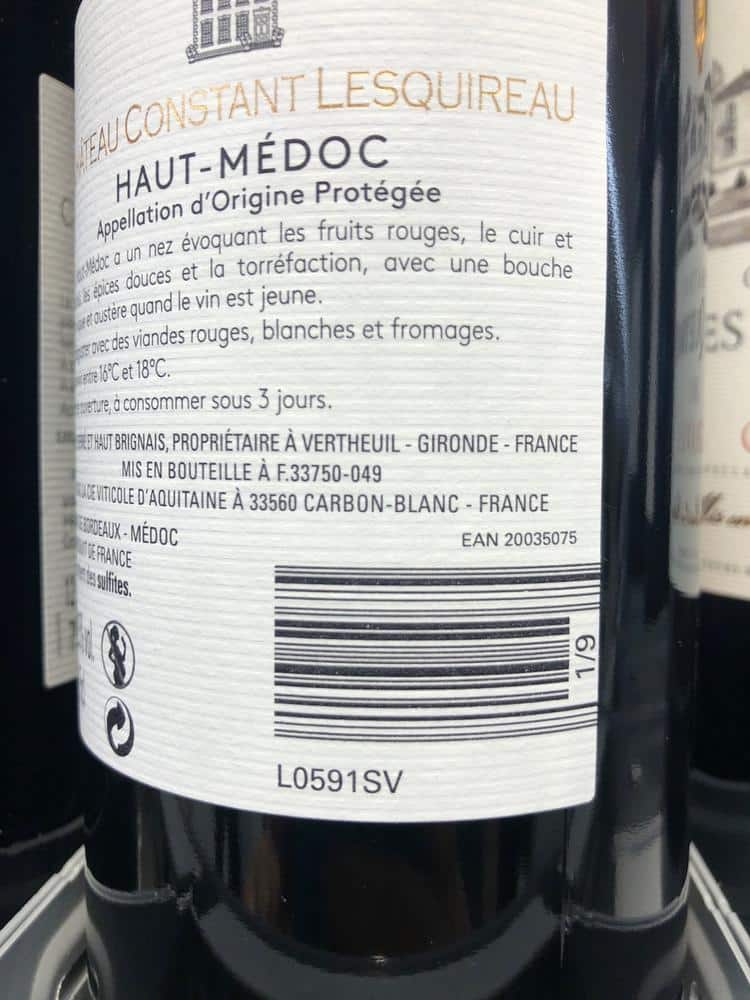 CONSTANT LESQUIREAU
HAUT-MÉDOC
Appellation d'Origine Protégée
a un nez évoquant les fruits rouges, le cuir et
les épices douces et la torréfaction, avec une bouche
et austère quand le vin est jeune.
avec des viandes rouges, blanches et fromages.
entre 16°C et 18°C.
à consommer sous 3 jours.
ET HAUT BRIGNAIS, PROPRIÉTAIRE À VERTHEUIL - GIRONDE - FRANCE
MIS EN BOUTEILLE À F.33750-049
DE VITICOLE D'AQUITAINE À 33560 CARBON-BLANC - FRANCE
BORDEAUX - MÉDOC
EAN 20035075
DE FRANCE
des sulfites.
vol.
1/9
L0591SV